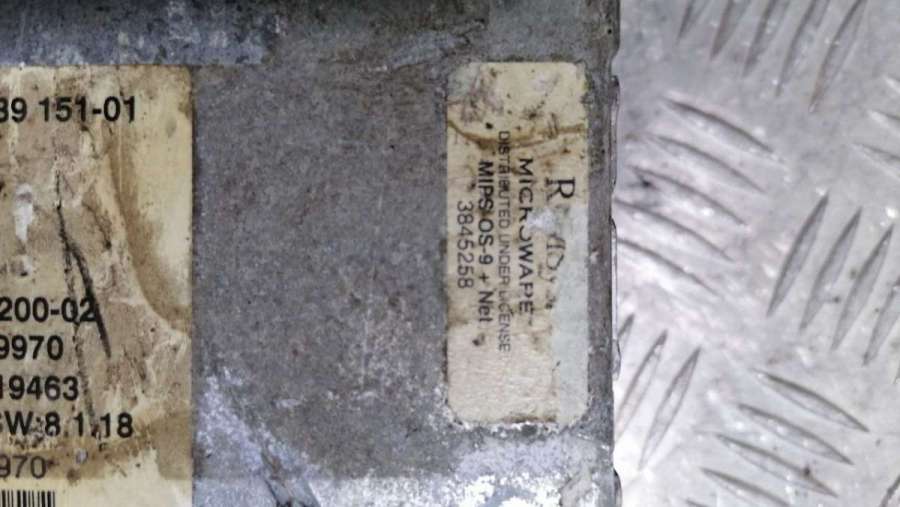 39 151-01
200-02
9970
19463
SW:8.1.18
970
MICROWARE
DISTRIBUTED UNDER LICENSE
MIPS OS-9 + Net
3845258